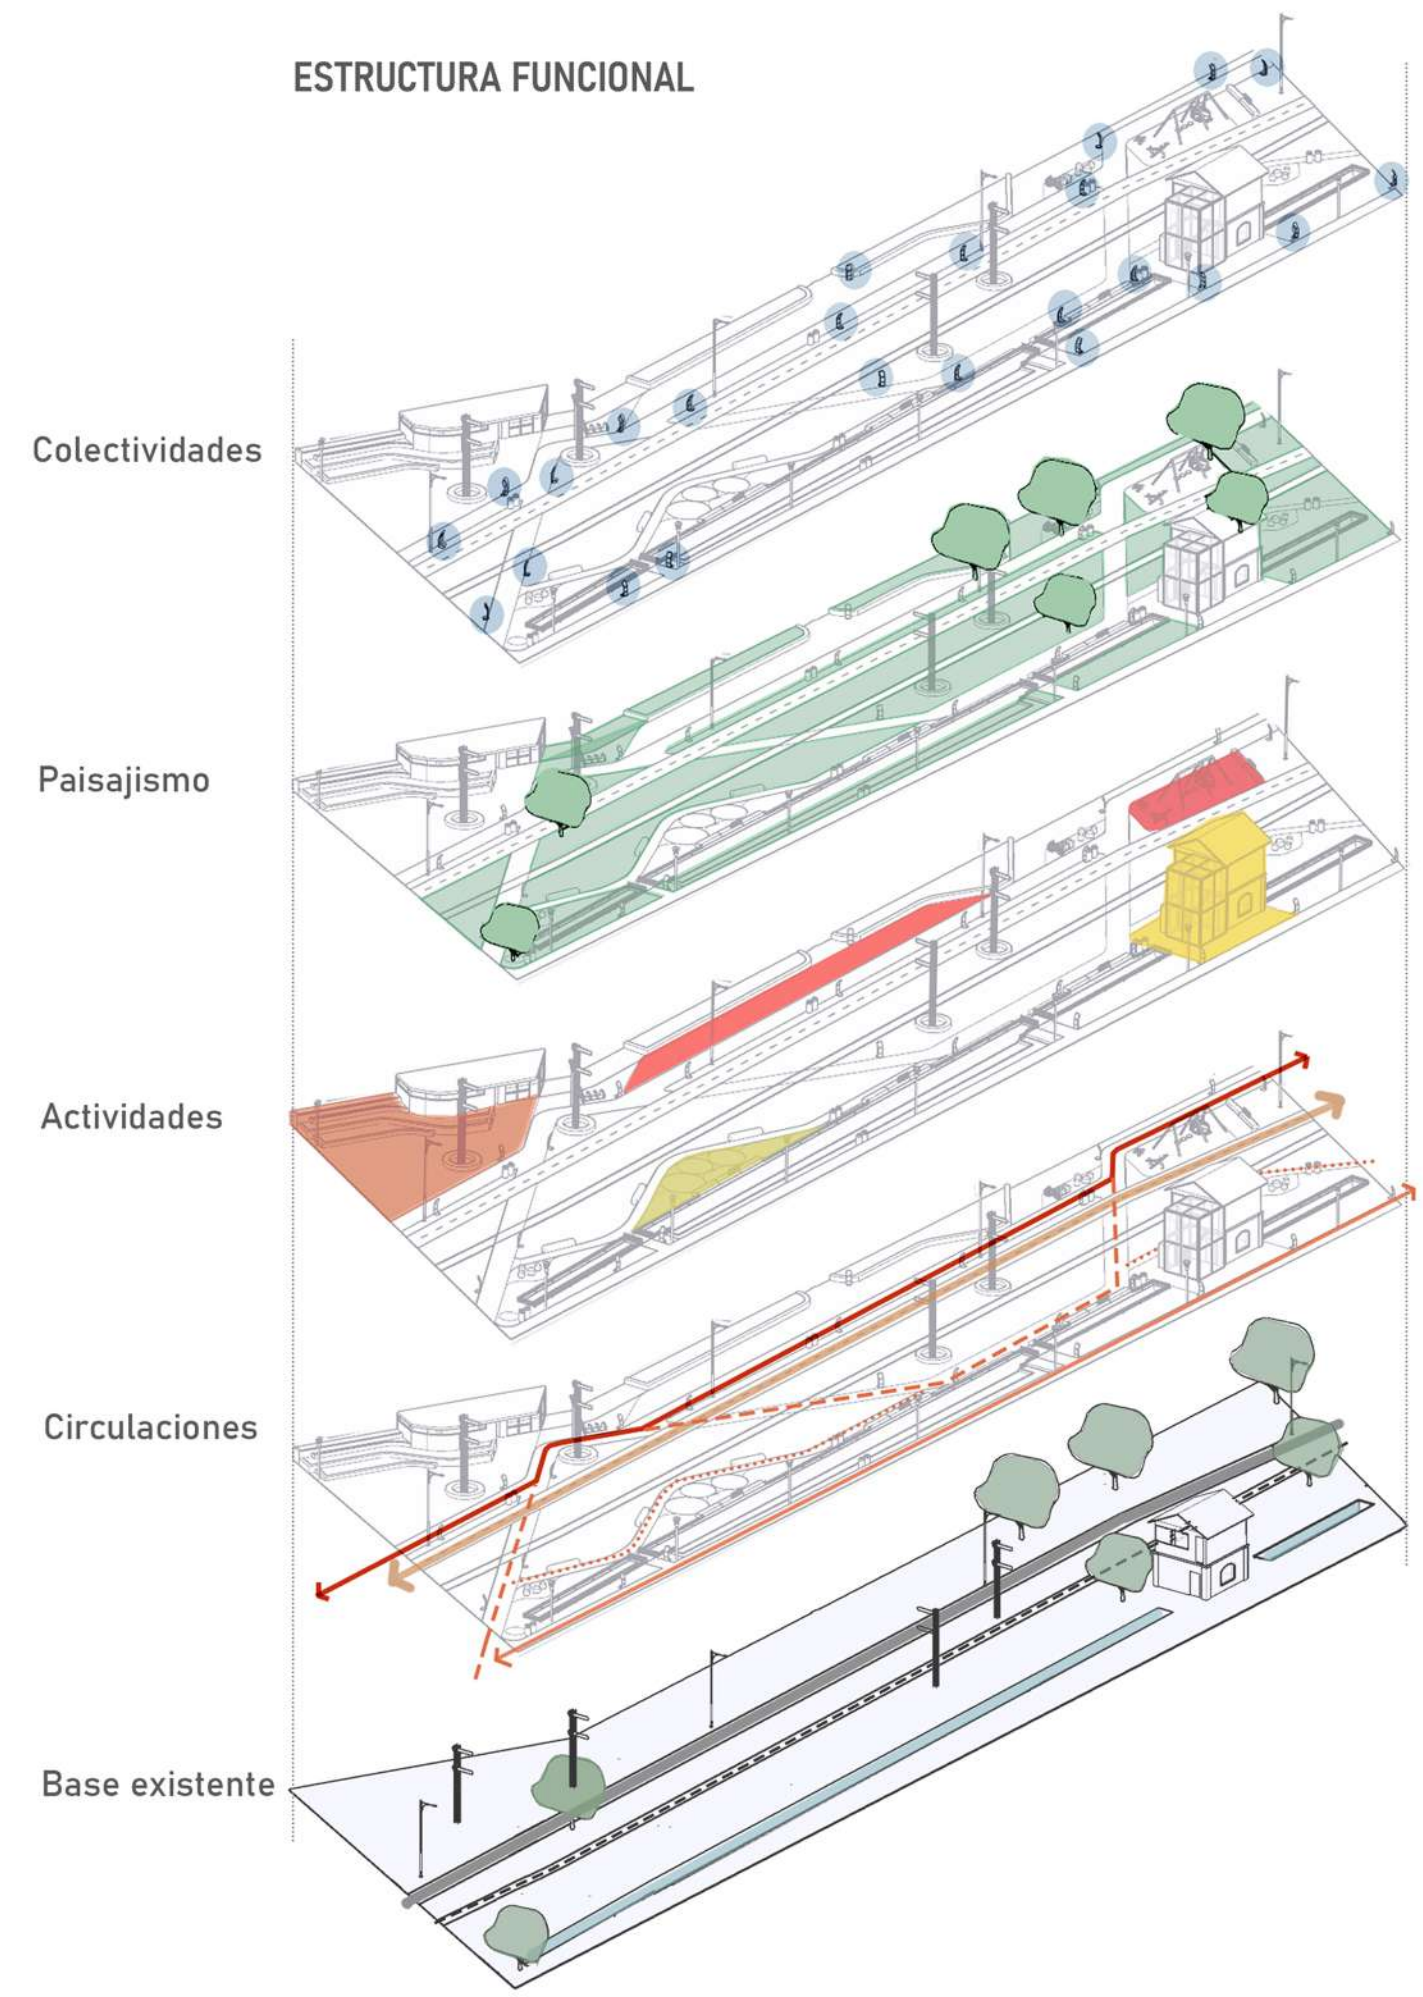 ESTRUCTURA FUNCIONAL
Colectividades
Paisajismo
Actividades
Circulaciones
Base existente